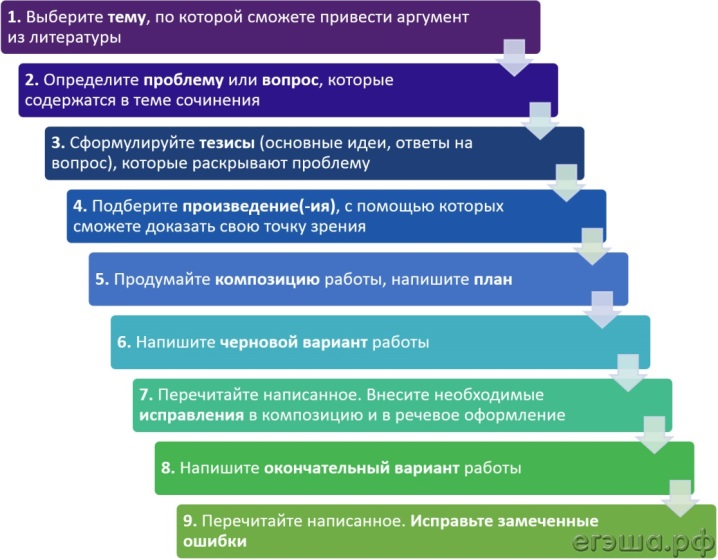 1. Выберите тему, по которой сможете привести аргумент
из литературы
2. Определите проблему или вопрос, которые
содержатся в теме сочинения
3. Сформулируйте тезисы (основные идеи, ответы на
вопрос), которые раскрывают проблему
4. Подберите произведение(-ия), с помощью которых
сможете доказать свою точку зрения
5. Продумайте композицию работы, напишите план
6. Напишите черновой вариант работы
7. Перечитайте написанное. Внесите необходимые
исправления в композицию и в речевое оформление
8. Напишите окончательный вариант работы
9. Перечитайте написанное. Исправьте замеченные
ошибки
егэша.рф